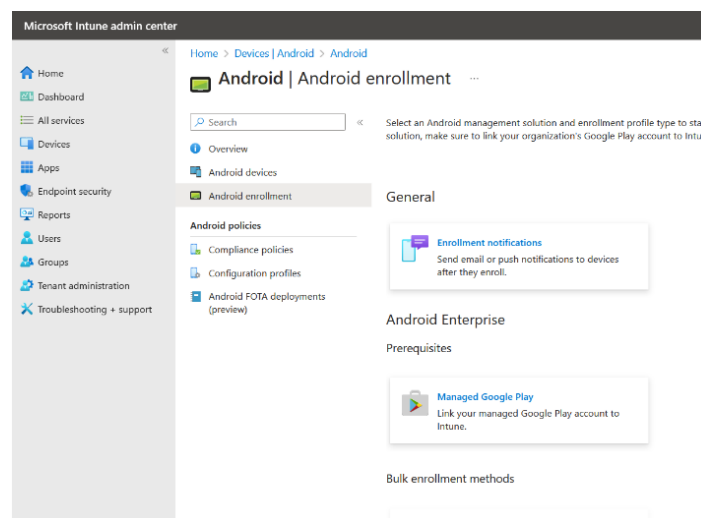 Microsoft Intune admin center
«
Home
Dashboard
All services
Devices
Apps
Endpoint security
Reports
Users
Groups
Tenant administration
Troubleshooting + support
Home > Devices | Android > Android
Android | Android enrollment ...
Search
«
Overview
Android devices
Android enrollment
Android policies
Compliance policies
Configuration profiles
Android FOTA deployments
(preview)
Select an Android management solution and enrollment profile type to sta
solution, make sure to link your organization's Google Play account to Intu
General
Enrollment notifications
Send email or push notifications to devices
after they enroll.
Android Enterprise
Prerequisites
Managed Google Play
Link your managed Google Play account to
Intune.
Bulk enrollment methods